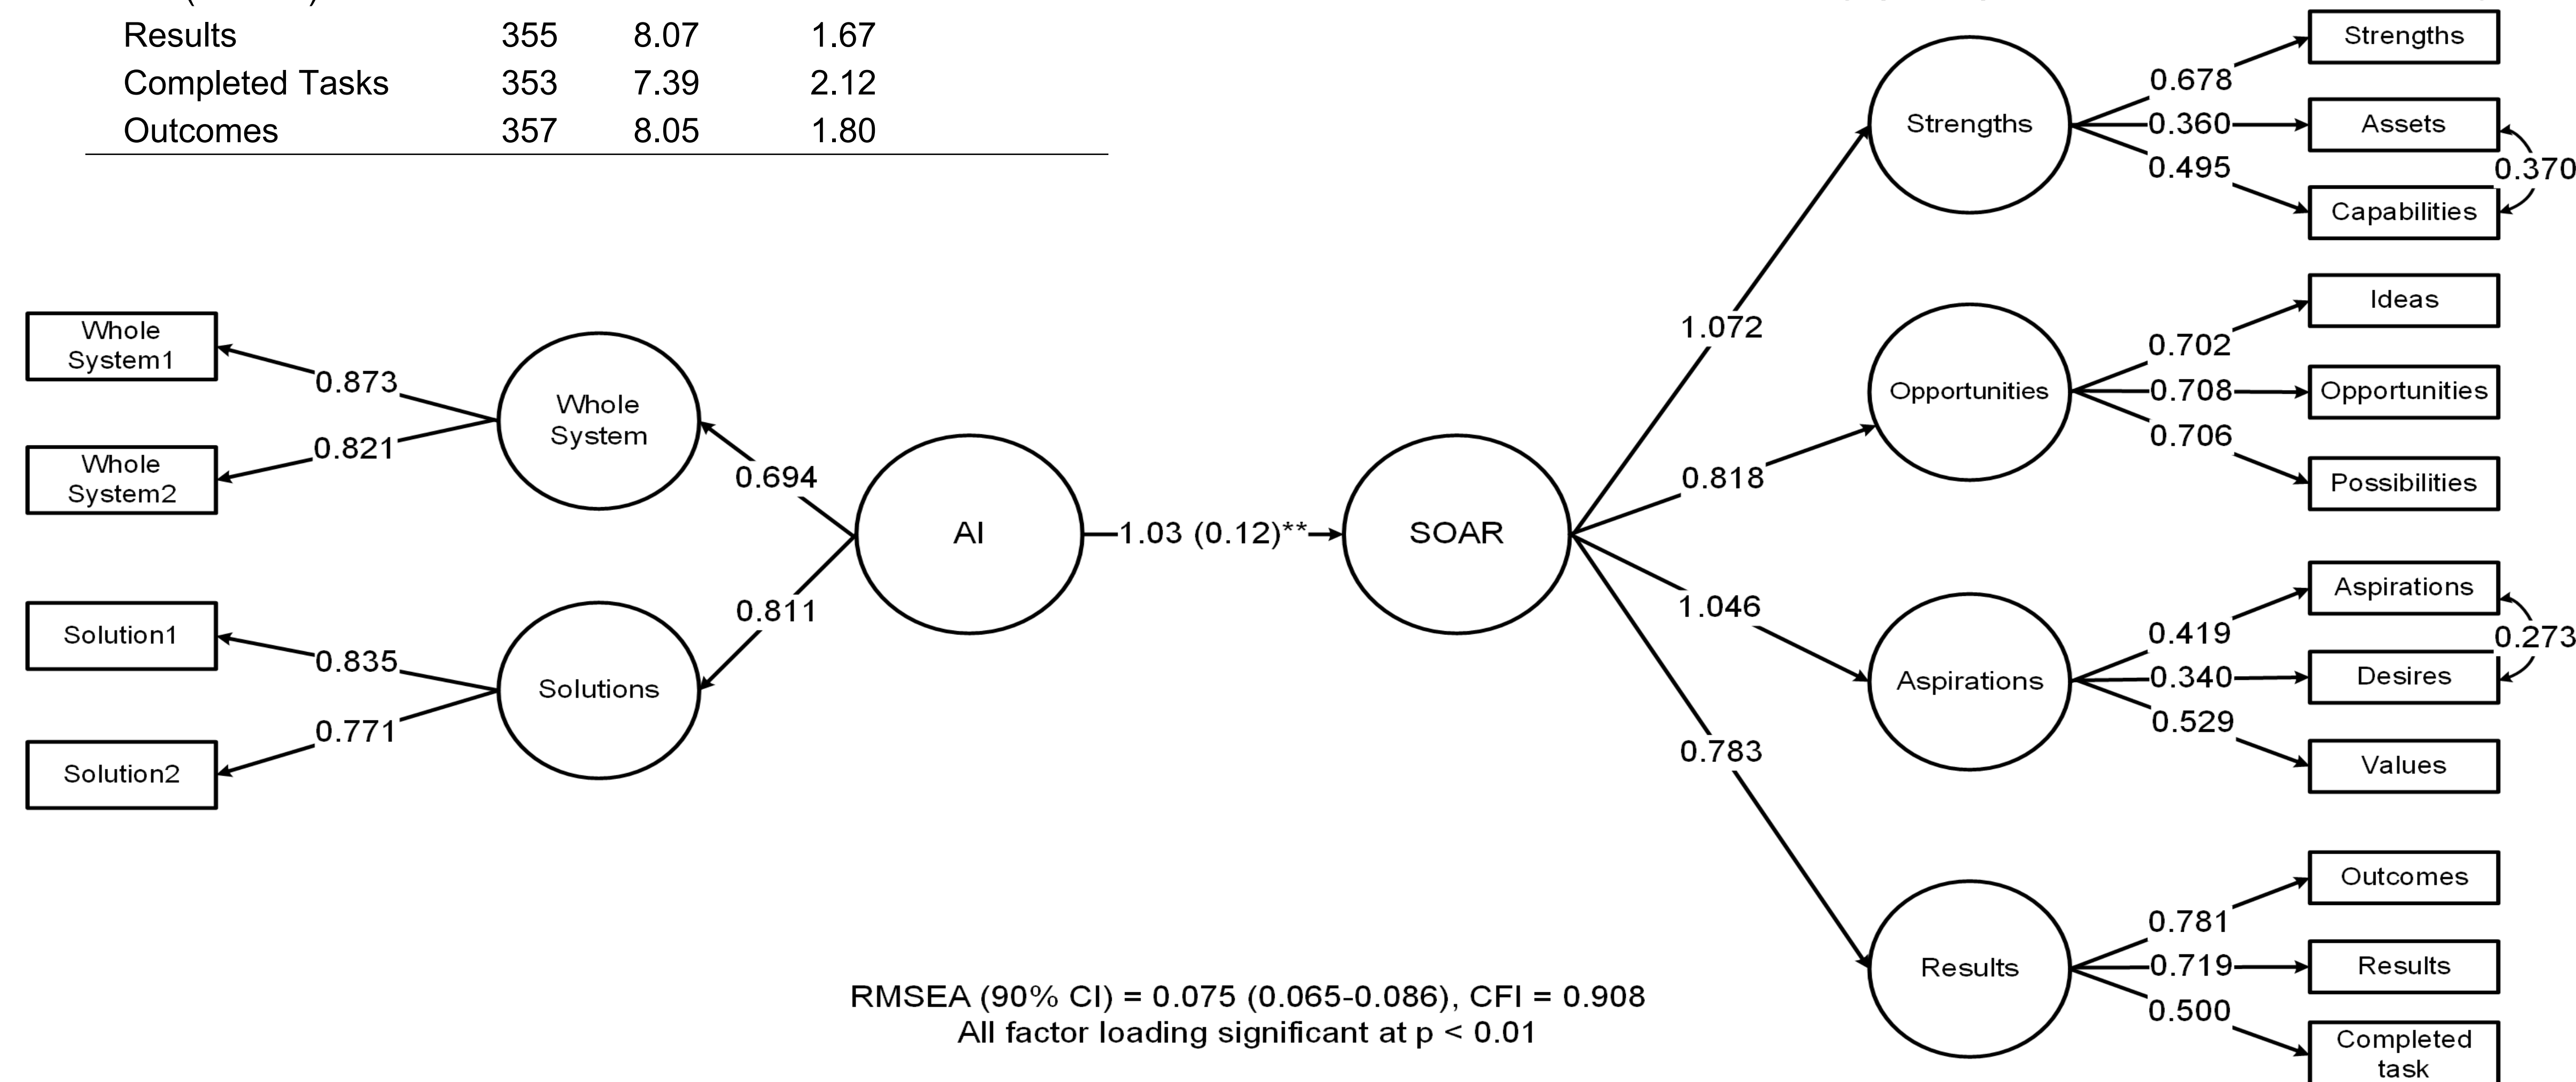 Results 355 8.07 1.67
Completed Tasks 353 7.39 2.12
Outcomes 357 8.05 1.80
Whole
System1
0.873
Whole
System2
0.821
Whole
System
0.694
Solution1
0.835
Solution2
0.771
Solutions
0.811
AI
1.03 (0.12)**
SOAR
1.072
0.818
1.046
0.783
Strengths
0.678
0.360
0.495
Strengths
Assets
Capabilities
0.370
Opportunities
0.702
0.708
0.706
Ideas
Opportunities
Possibilities
Aspirations
0.419
0.340
0.529
Aspirations
Desires
Values
0.273
Results
0.781
0.719
0.500
Outcomes
Results
Completed
task
RMSEA (90% CI) = 0.075 (0.065-0.086), CFI = 0.908
All factor loading significant at p < 0.01